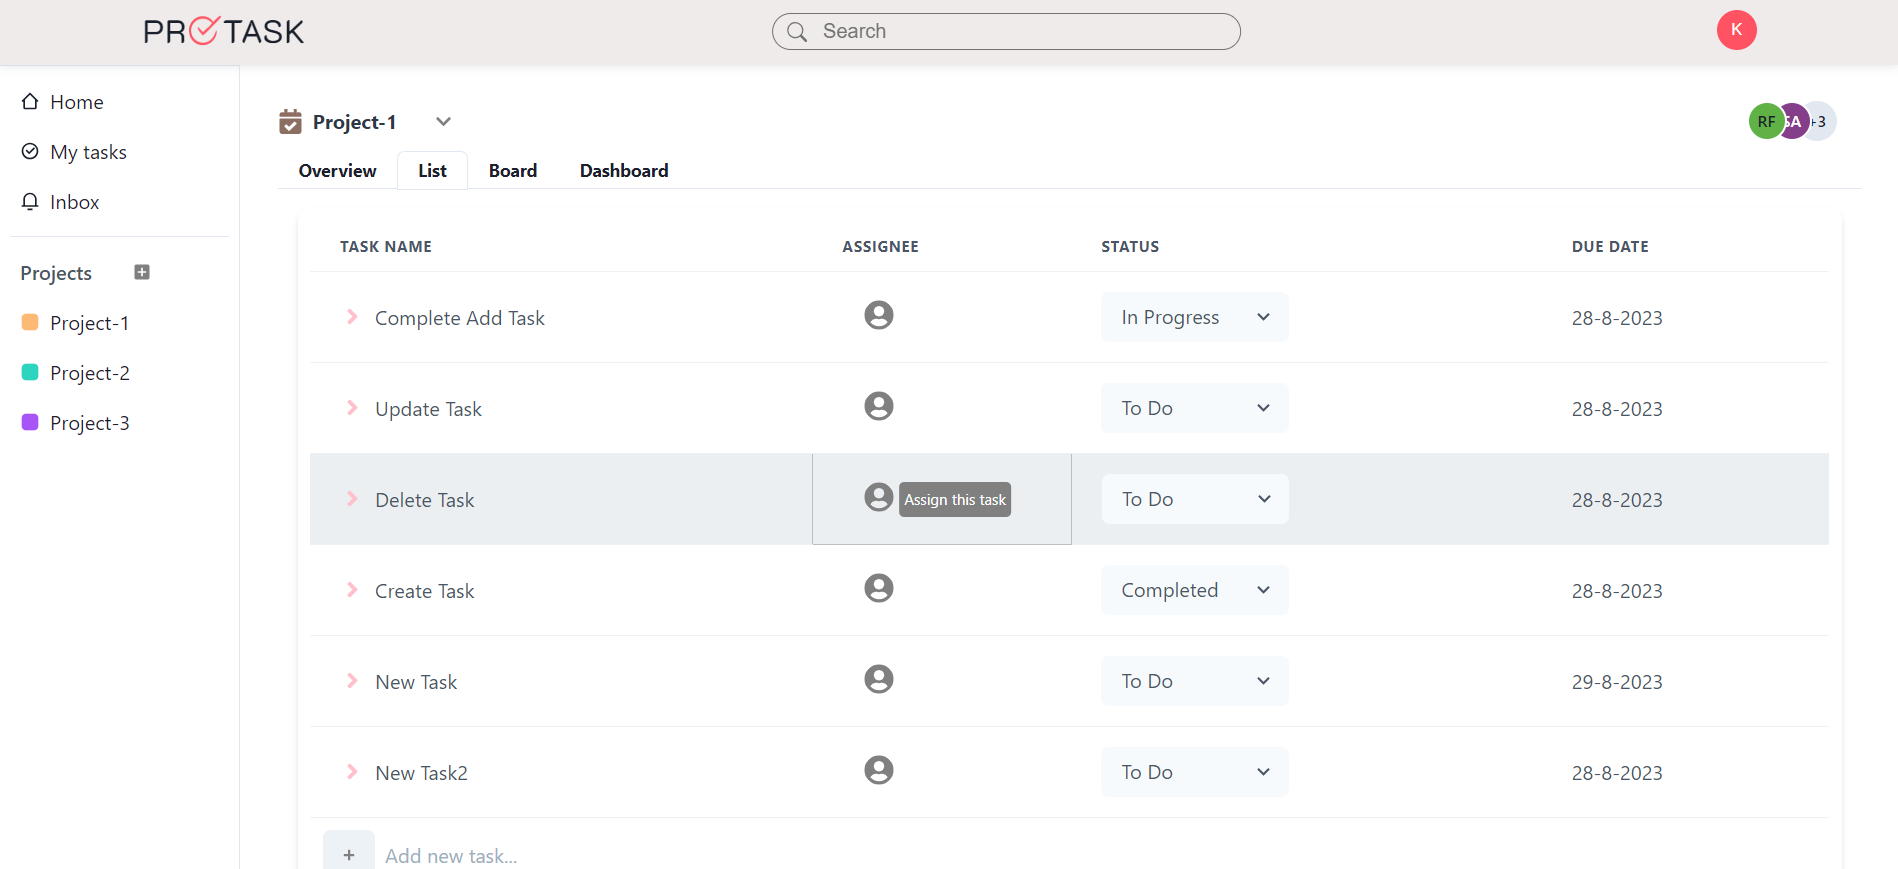 PROTASK
Search
K
Home
My tasks
Inbox
Projects
Project-1
Project-2
Project-3
Project-1
RF SA +3
Overview List Board Dashboard
TASK NAME ASSIGNEE STATUS DUE DATE
Complete Add Task In Progress 28-8-2023
Update Task To Do 28-8-2023
Delete Task Assign this task To Do 28-8-2023
Create Task Completed 28-8-2023
New Task To Do 29-8-2023
New Task2 To Do 28-8-2023
+ Add new task...